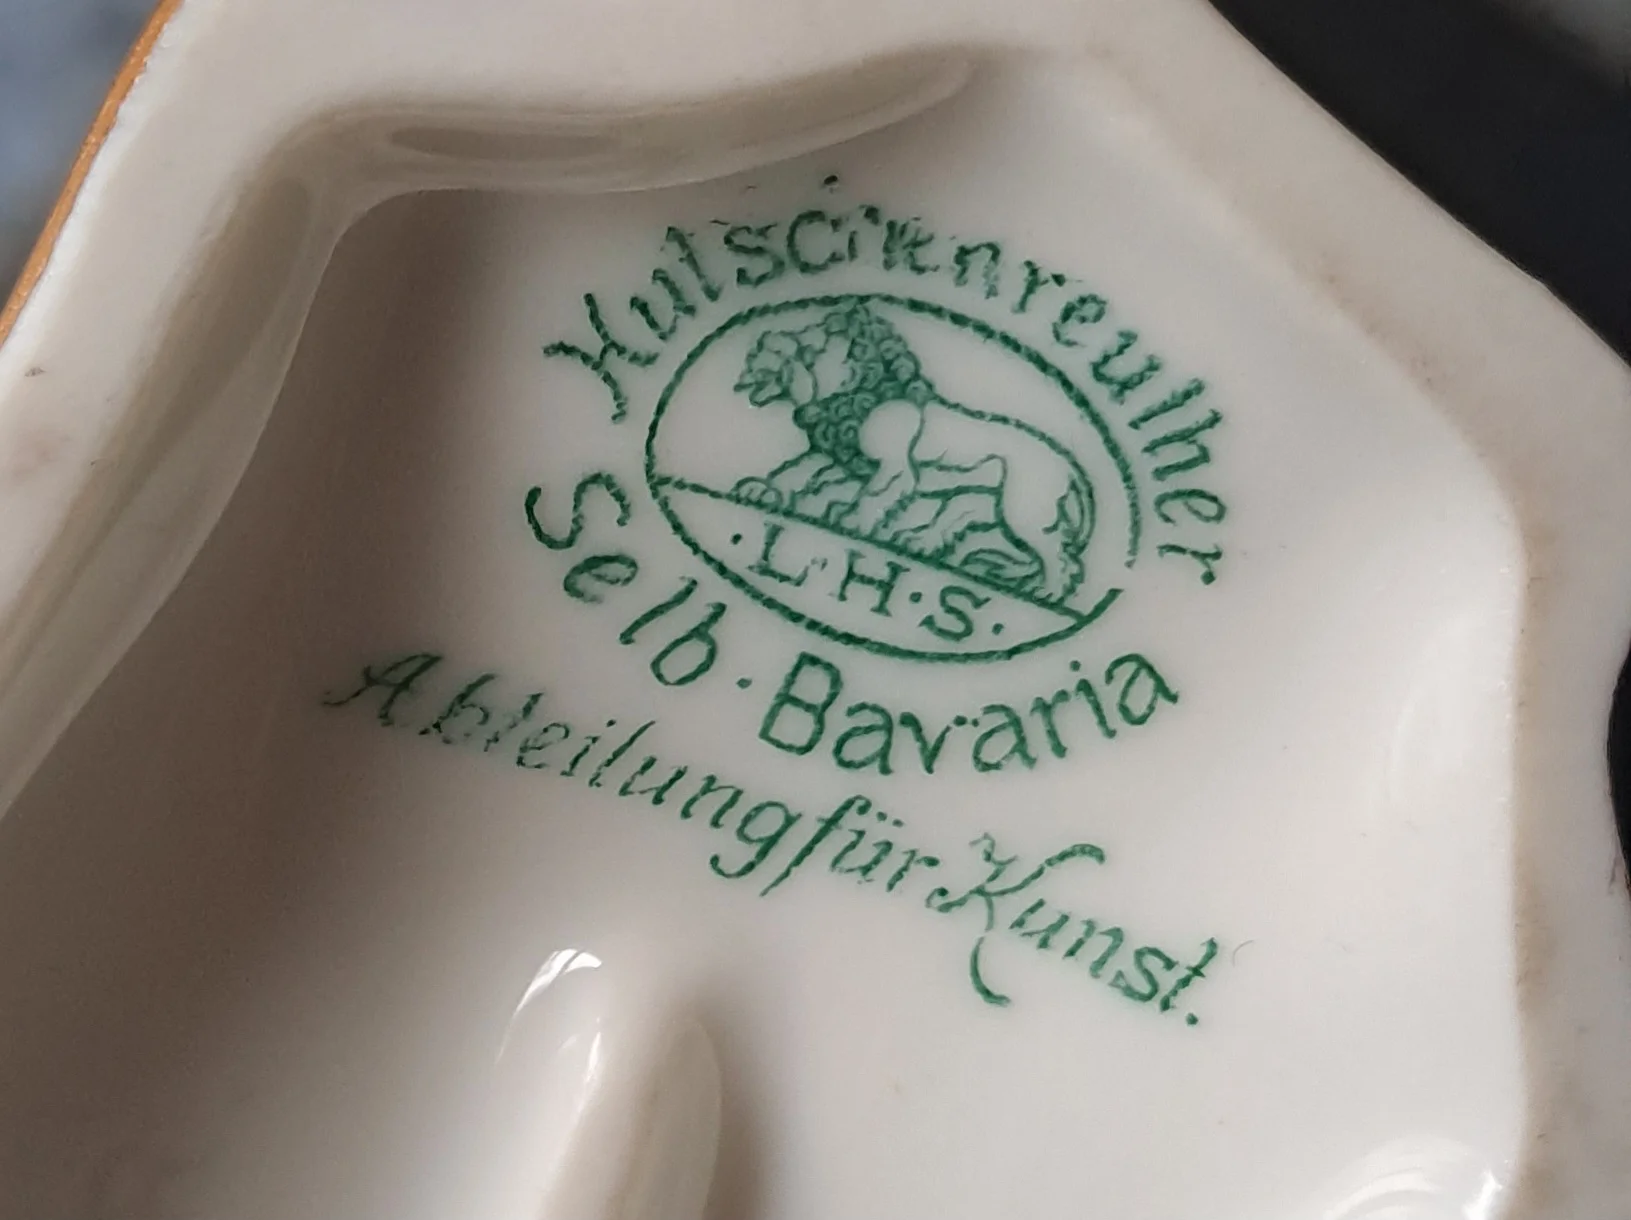 Hutschenreuther
·L·H·S·
Selb·Bavaria
Abteilung für Kunst.